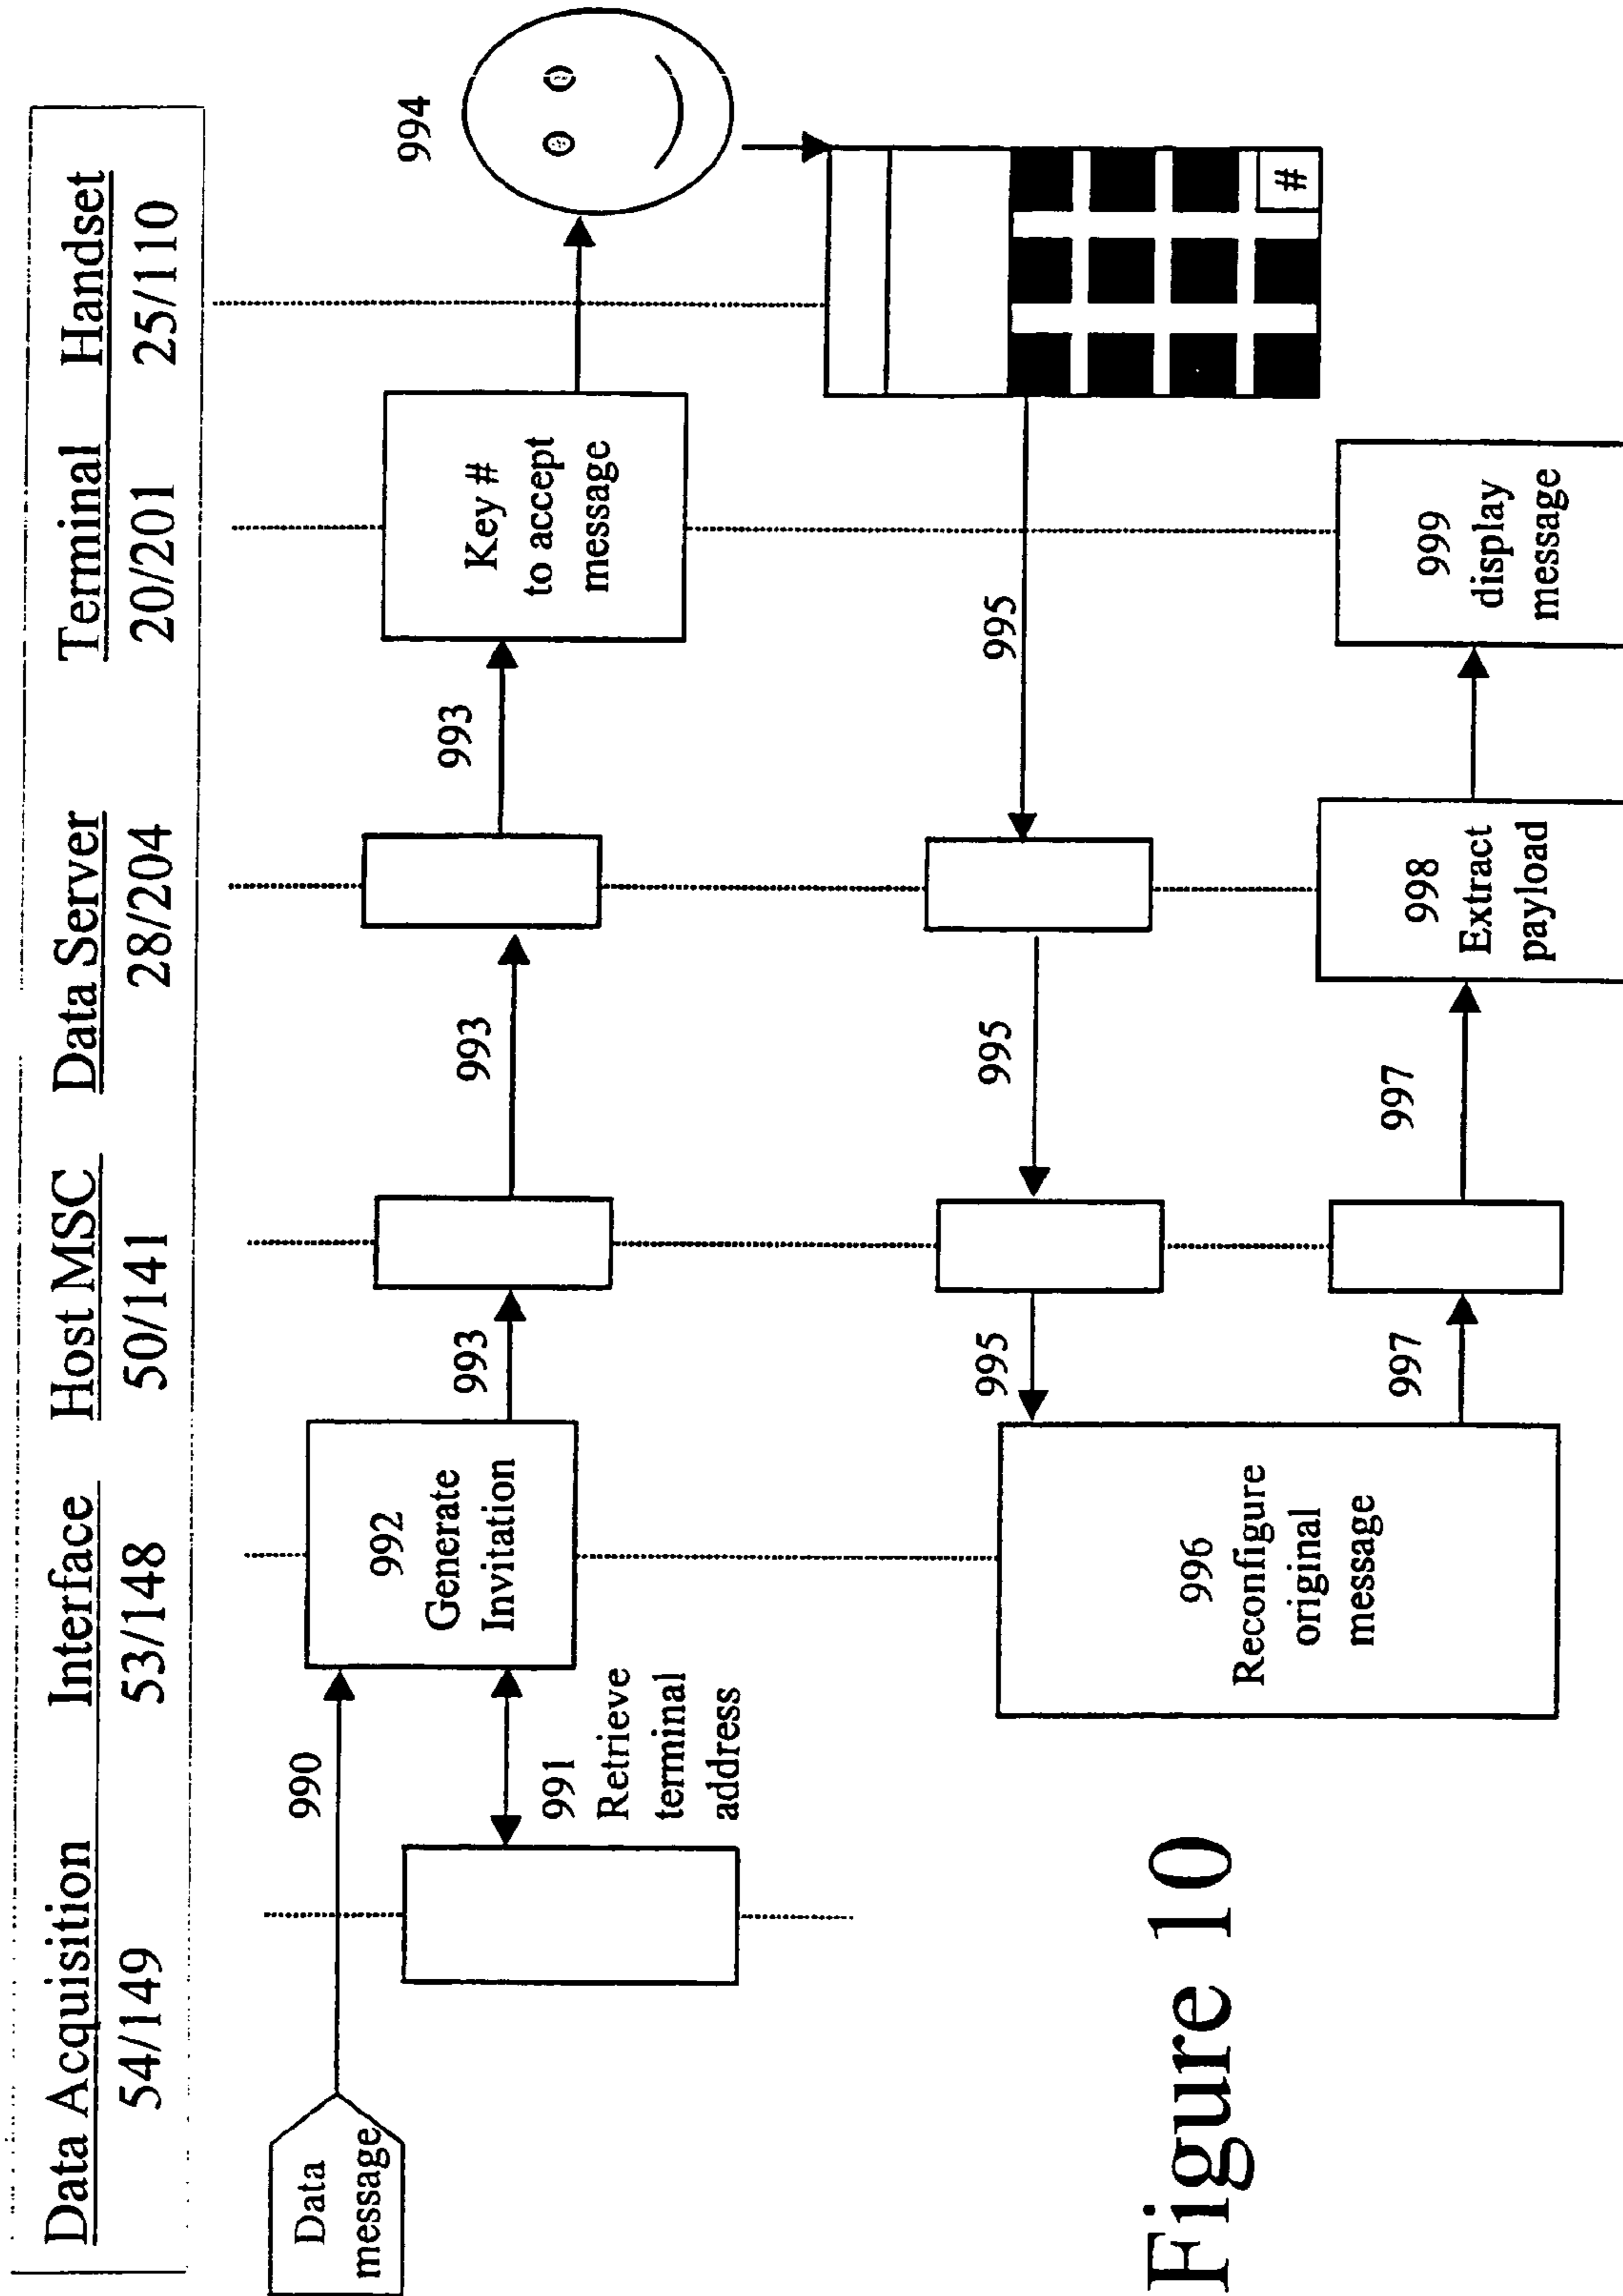 Data Acquisition Interface Host MSC Data Server Terminal Handset
54/149 53/148 50/141 28/204 20/201 25/110
Data
message
990
991
Retrieve
terminal
address
992
Generate
Invitation
993
993
993
Key #
to accept
message
994
#
995
995
995
996
Reconfigure
original
message
997
997
998
Extract
payload
999
display
message
Figure 10